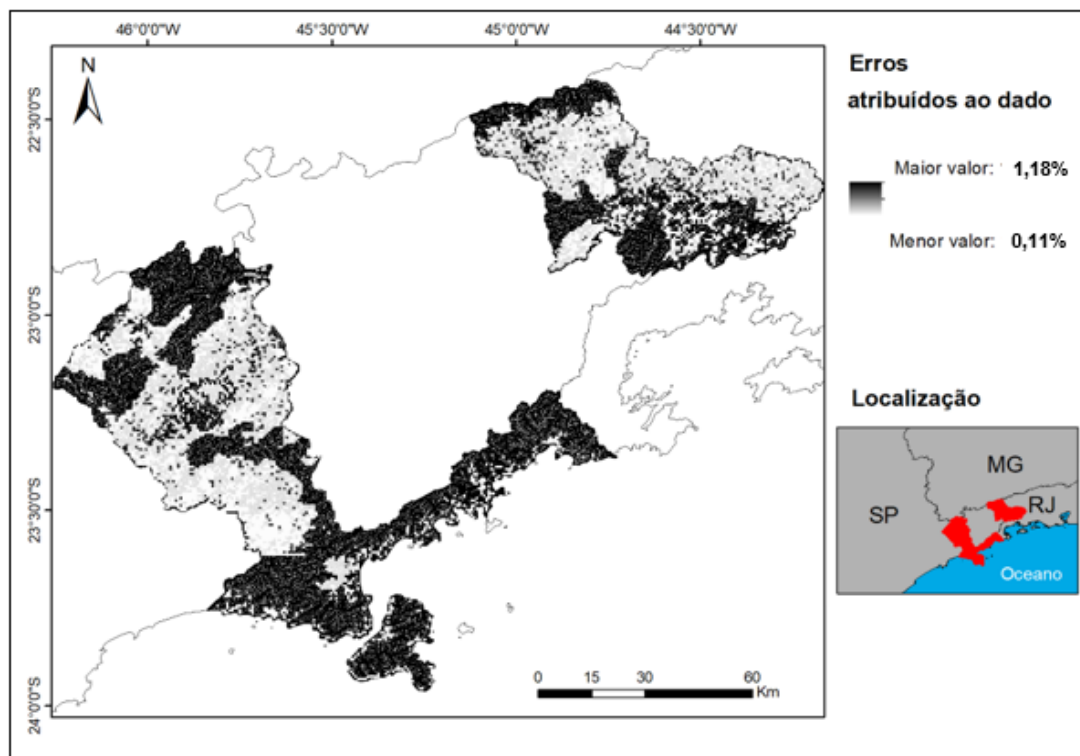 46°0'0"W
45°30'0"W
45°0'0"W
44°30'0"W
N
22°30'0"S
23°0'0"S
23°30'0"S
24°0'0"S
0 15 30 60
Km
Erros
atribuídos ao dado
Maior valor: 1,18%
Menor valor: 0,11%
Localização
MG
SP
RJ
Oceano